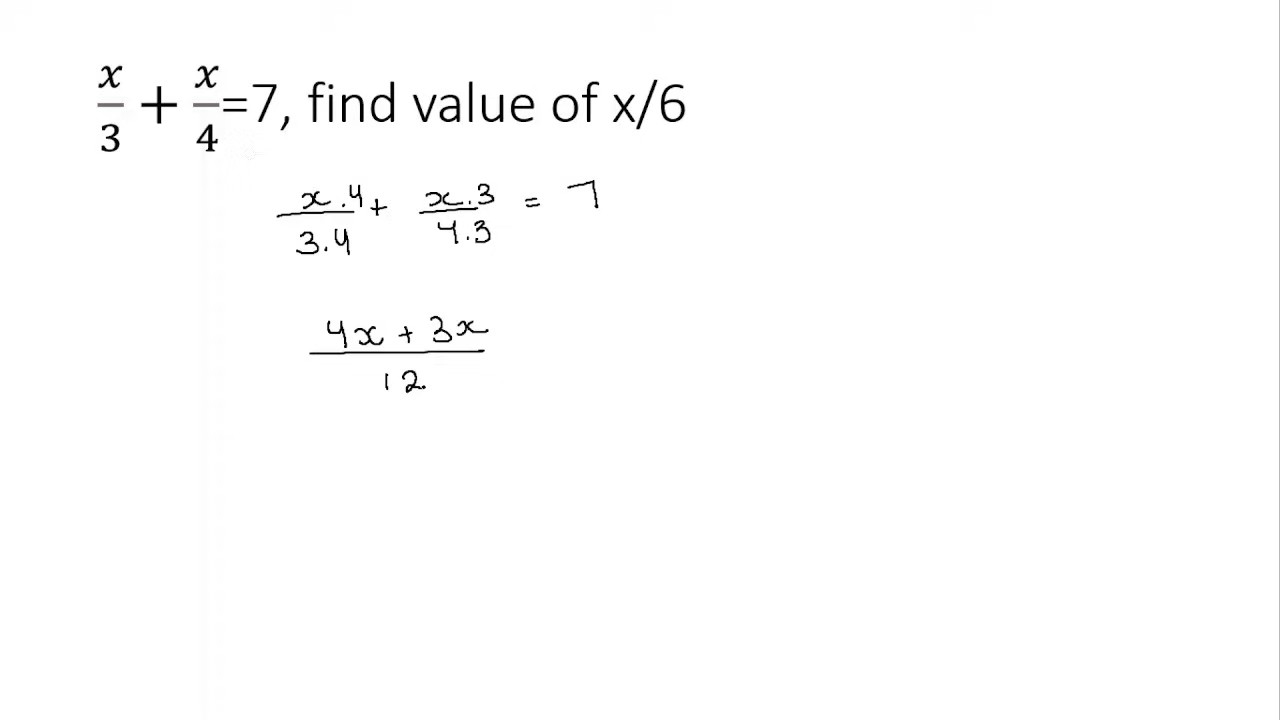 x/3 + x/4 =7, find value of x/6
x.4/3.4 + x.3/4.3 = 7
4x + 3x/12.